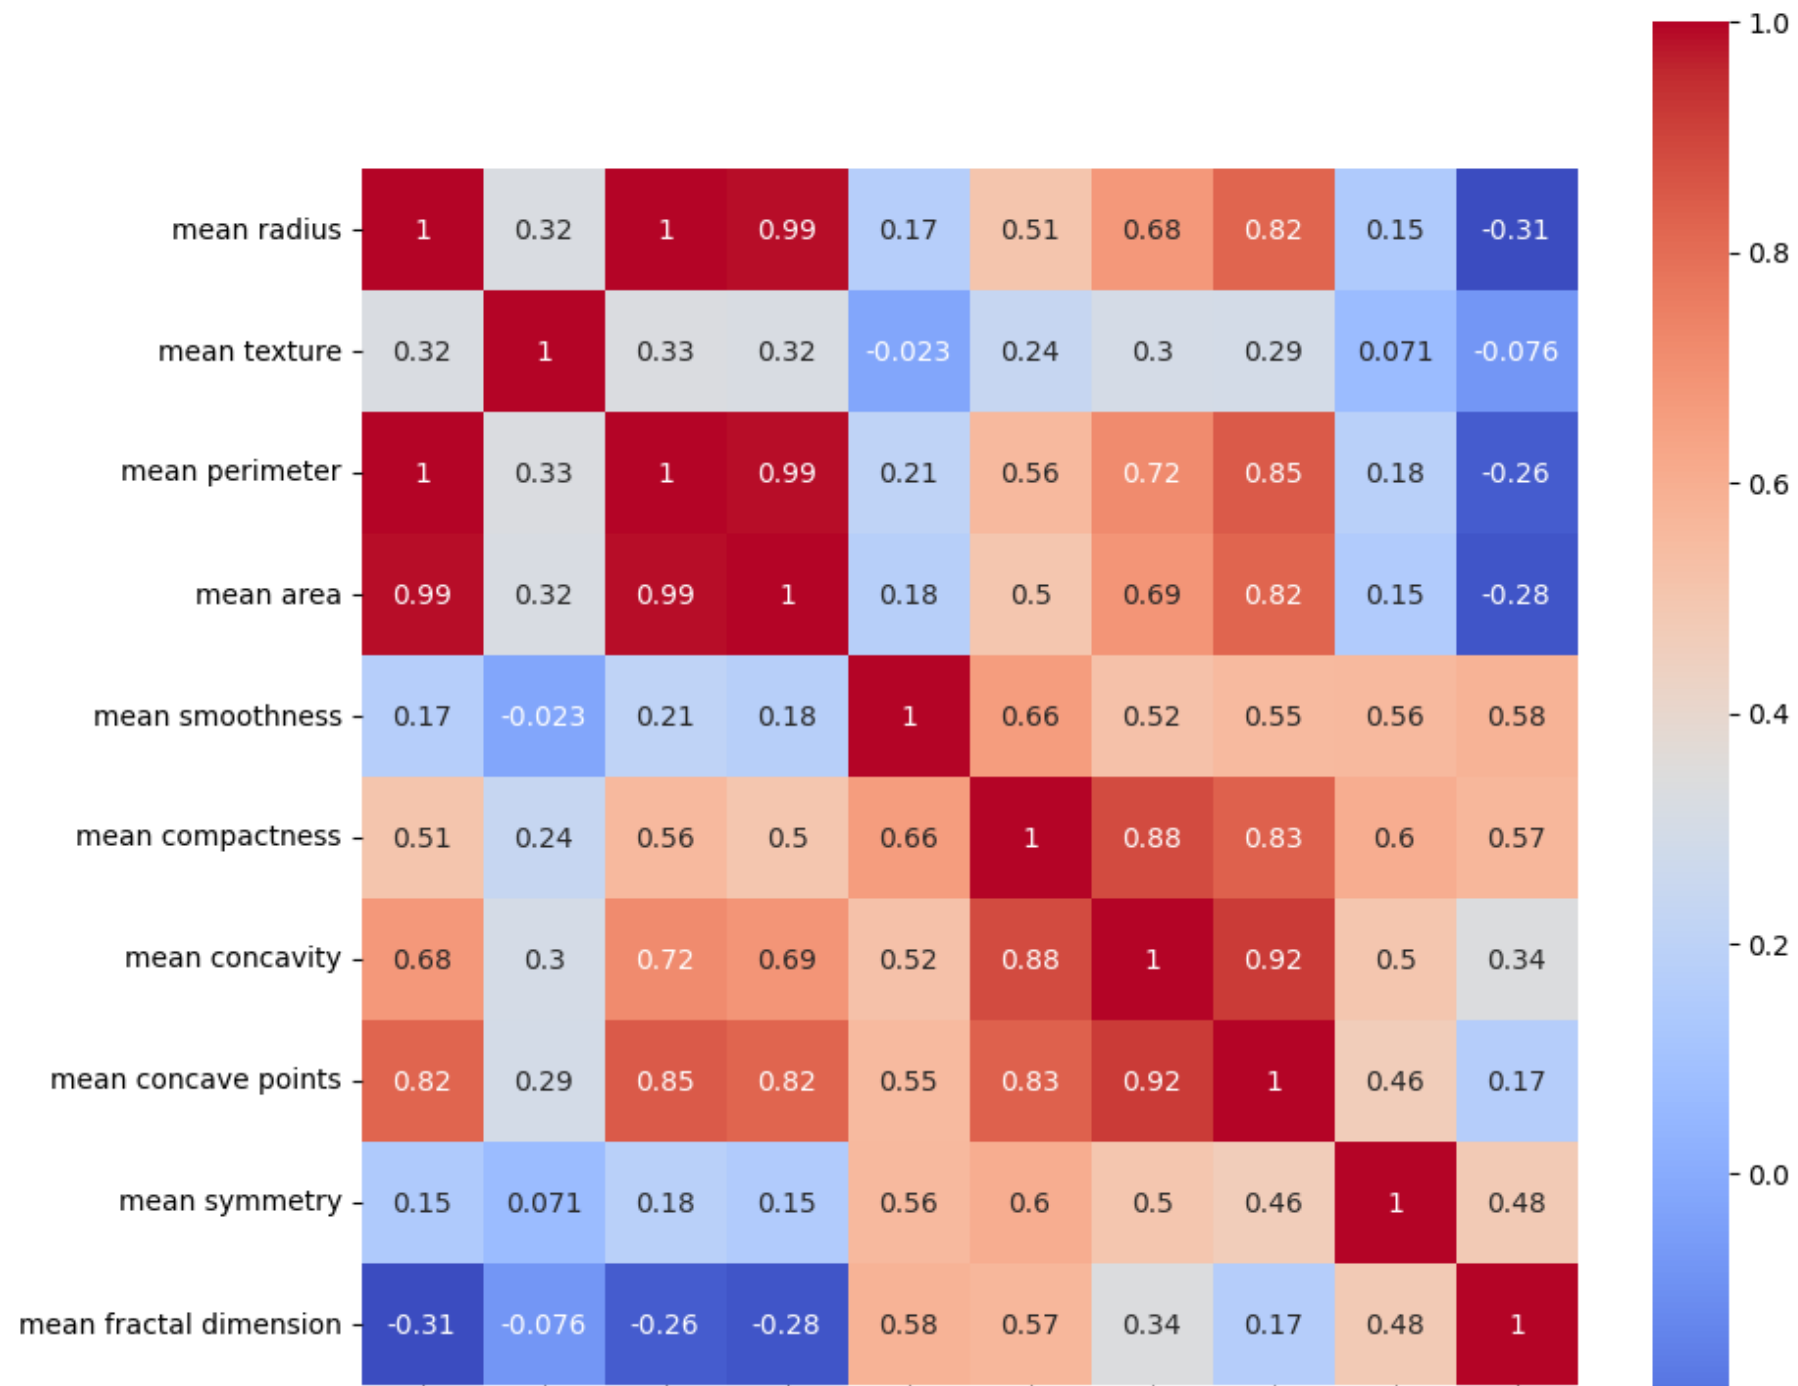 1.0
mean radius 1 0.32 1 0.99 0.17 0.51 0.68 0.82 0.15 -0.31
0.8
mean texture 0.32 1 0.33 0.32 -0.023 0.24 0.3 0.29 0.071 -0.076
mean perimeter 1 0.33 1 0.99 0.21 0.56 0.72 0.85 0.18 -0.26
0.6
mean area 0.99 0.32 0.99 1 0.18 0.5 0.69 0.82 0.15 -0.28
mean smoothness 0.17 -0.023 0.21 0.18 1 0.66 0.52 0.55 0.56 0.58
0.4
mean compactness 0.51 0.24 0.56 0.5 0.66 1 0.88 0.83 0.6 0.57
mean concavity 0.68 0.3 0.72 0.69 0.52 0.88 1 0.92 0.5 0.34
0.2
mean concave points 0.82 0.29 0.85 0.82 0.55 0.83 0.92 1 0.46 0.17
0.0
mean symmetry 0.15 0.071 0.18 0.15 0.56 0.6 0.5 0.46 1 0.48
mean fractal dimension -0.31 -0.076 -0.26 -0.28 0.58 0.57 0.34 0.17 0.48 1